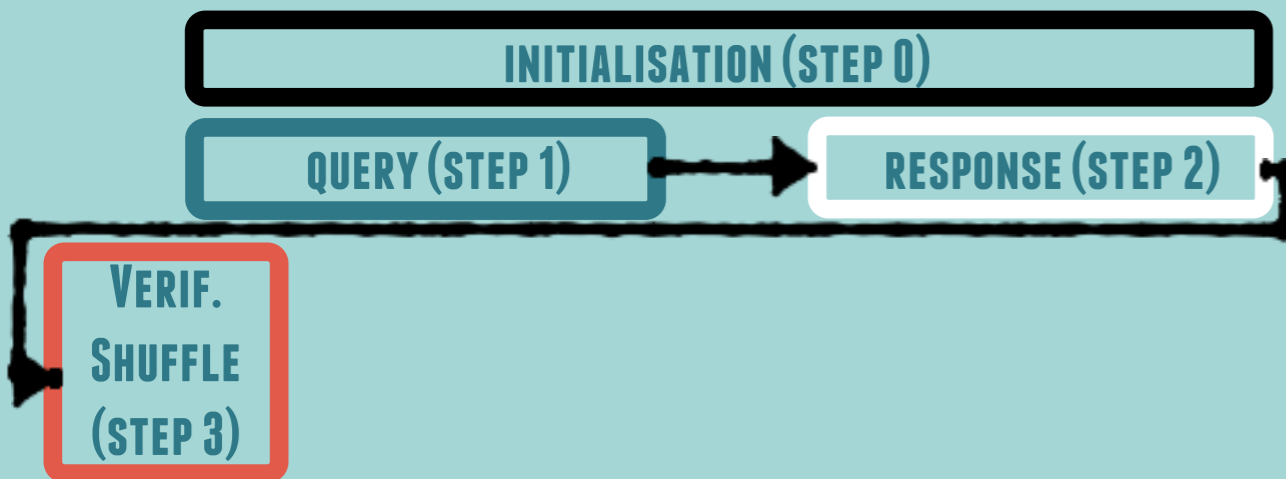 INITIALISATION (STEP 0)
QUERY (STEP 1)
RESPONSE (STEP 2)
VERIF.
SHUFFLE
(STEP 3)